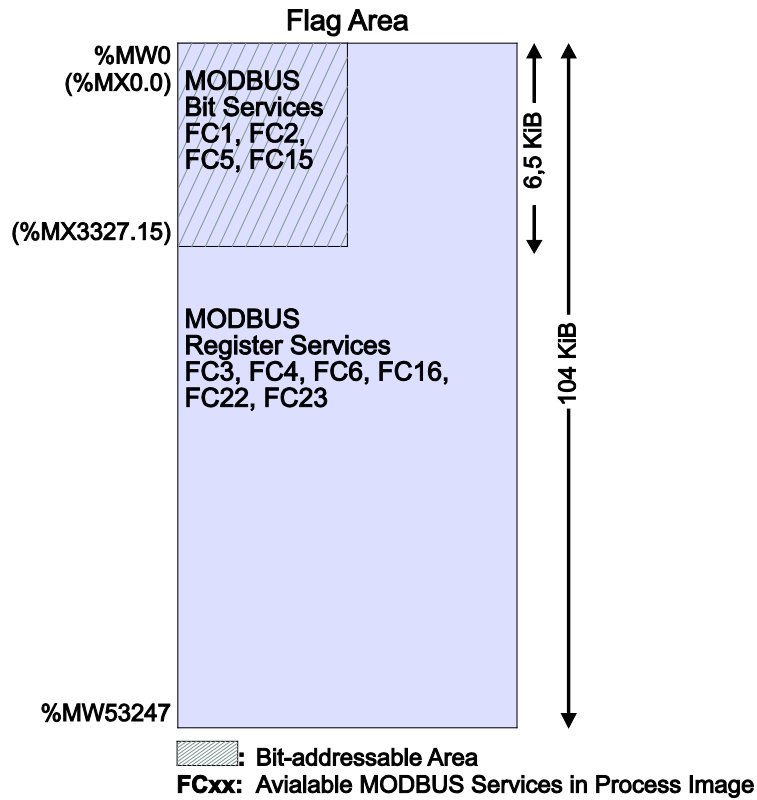 Flag Area
%MW0
(%MX0.0)
MODBUS
Bit Services
FC1, FC2,
FC5, FC15
6,5 KiB
(%MX3327.15)
MODBUS
Register Services
FC3, FC4, FC6, FC16,
FC22, FC23
104 KiB
%MW53247
: Bit-addressable Area
FCxx: Avialable MODBUS Services in Process Image